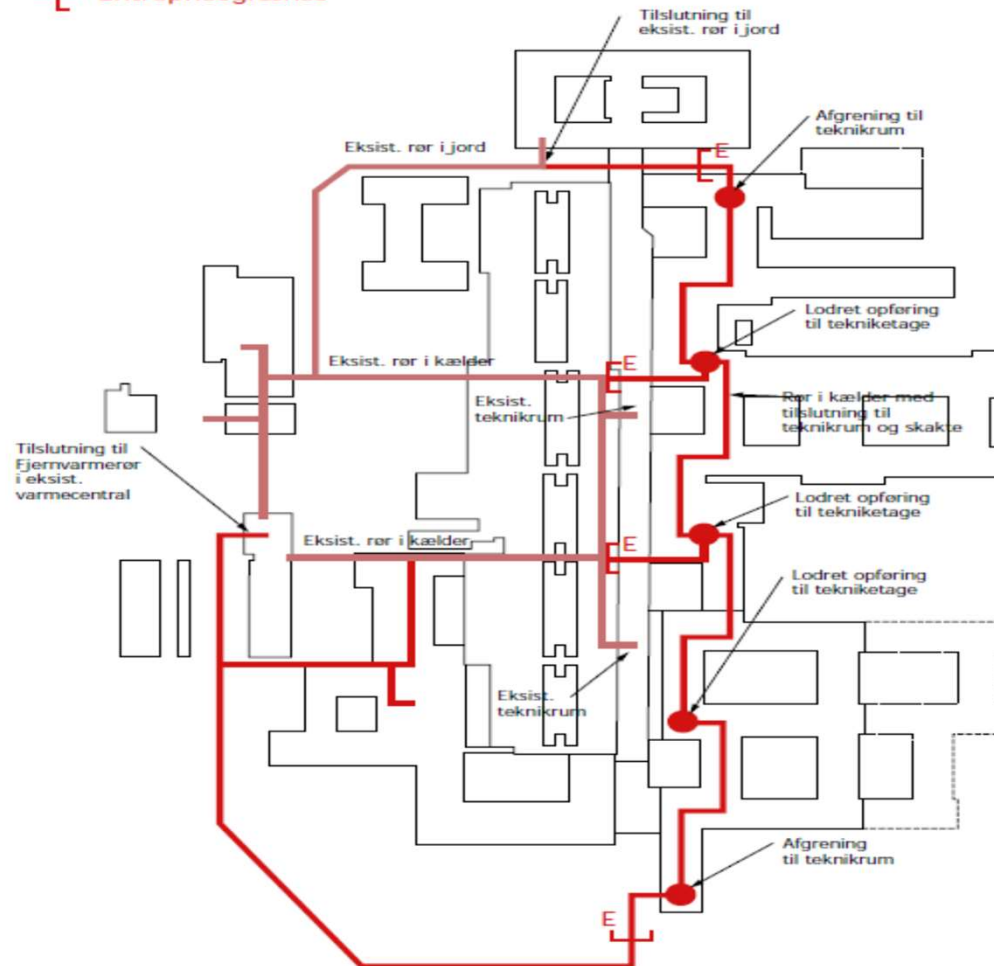 E
Tilslutning til
eksist. rør i jord
Afgrening til
teknikrum
E
Eksist. rør i jord
Lodret opføring
til tekniketage
Eksist. rør i kælder
E
Eksist.
teknikrum
Rør i kælder med
tilslutning til
teknikrum og skakte
Tilslutning til
Fjernvarmerør
i eksist.
varmecentral
Lodret opføring
til tekniketage
Eksist. rør i kælder
E
Lodret opføring
til tekniketage
Eksist.
teknikrum
Afgrening
til teknikrum
E